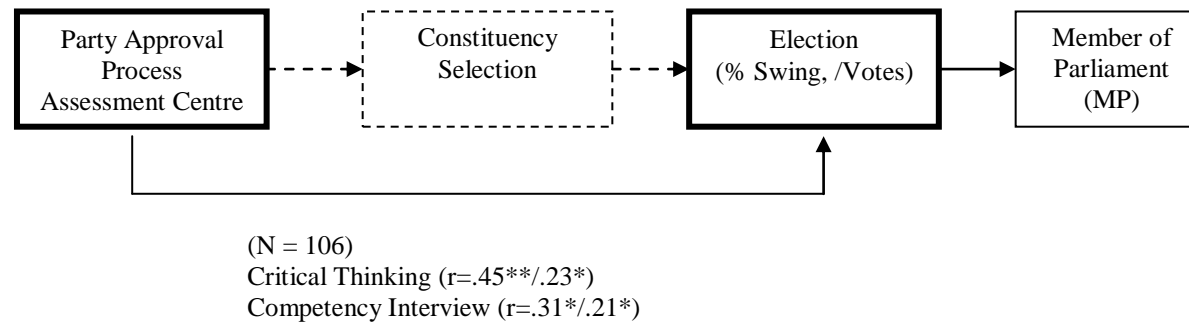 Party Approval
Process
Assessment Centre
Constituency
Selection
Election
(% Swing, /Votes)
Member of
Parliament
(MP)
(N = 106)
Critical Thinking (r=.45**/.23*)
Competency Interview (r=.31*/.21*)